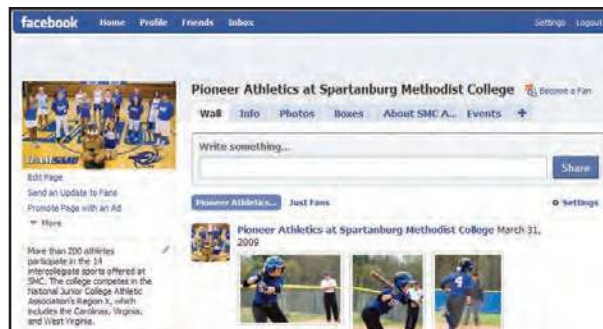 facebook Home Profile Friends Inbox Settings Logout
Pioneer Athletics at Spartanburg Methodist College Become a Fan
Wall Info Photos Boxes About SMC A... Events +
Write something...
Share
TEAMSMC
Edit Page
Send an Update to Fans
Promote Page with an Ad
More
Pioneer Athletics... Just Fans Settings
Pioneer Athletics at Spartanburg Methodist College March 31,
2009
4
More than 200 athletes
participate in the 14
intercollegiate sports offered at
SMC. The college competes in the
National Junior College Athletic
Association's Region X, which
includes the Carolinas, Virginia,
and West Virginia.